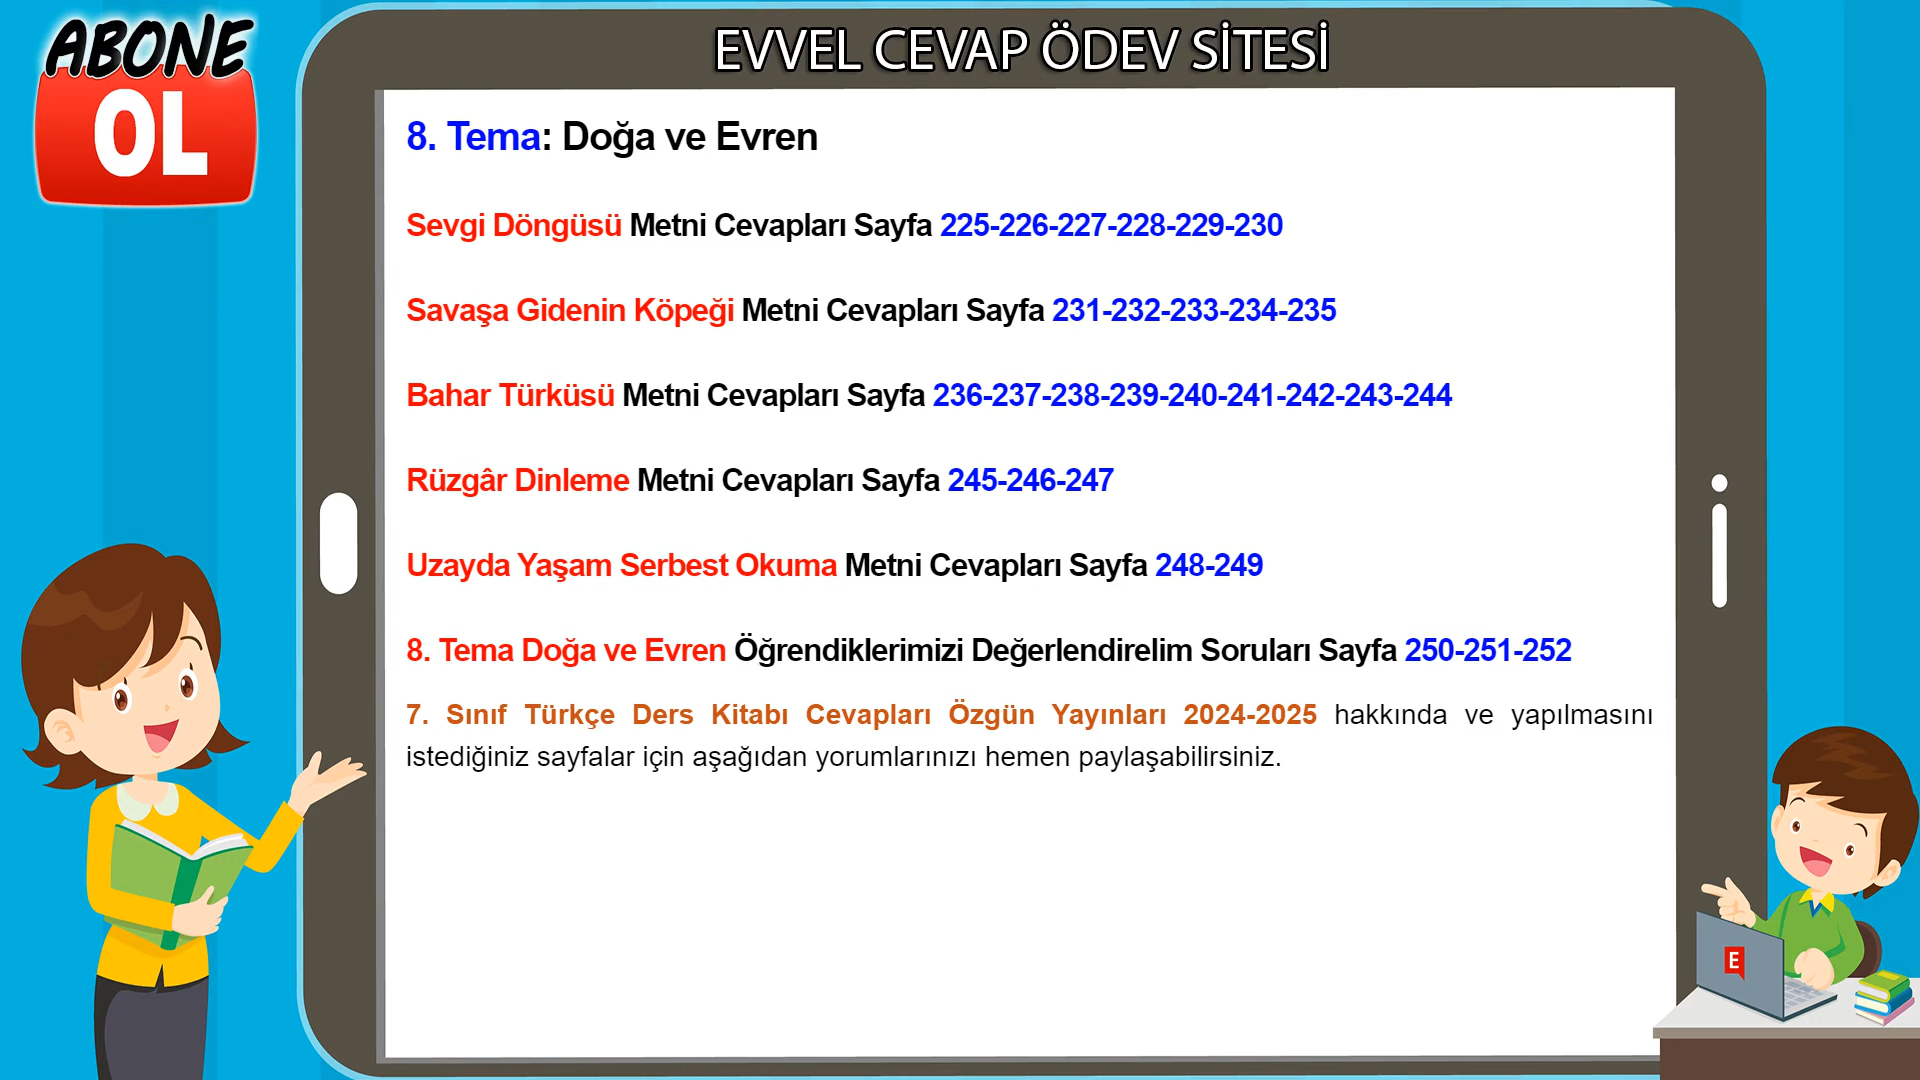 ABONE
OL
EVVEL CEVAP ÖDEV SİTESİ
8. Tema: Doğa ve Evren
Sevgi Döngüsü Metni Cevapları Sayfa 225-226-227-228-229-230
Savaşa Gidenin Köpeği Metni Cevapları Sayfa 231-232-233-234-235
Bahar Türküsü Metni Cevapları Sayfa 236-237-238-239-240-241-242-243-244
Rüzgâr Dinleme Metni Cevapları Sayfa 245-246-247
Uzayda Yaşam Serbest Okuma Metni Cevapları Sayfa 248-249
8. Tema Doğa ve Evren Öğrendiklerimizi Değerlendirelim Soruları Sayfa 250-251-252
7. Sınıf Türkçe Ders Kitabı Cevapları Özgün Yayınları 2024-2025 hakkında ve yapılmasını
istediğiniz sayfalar için aşağıdan yorumlarınızı hemen paylaşabilirsiniz.
E